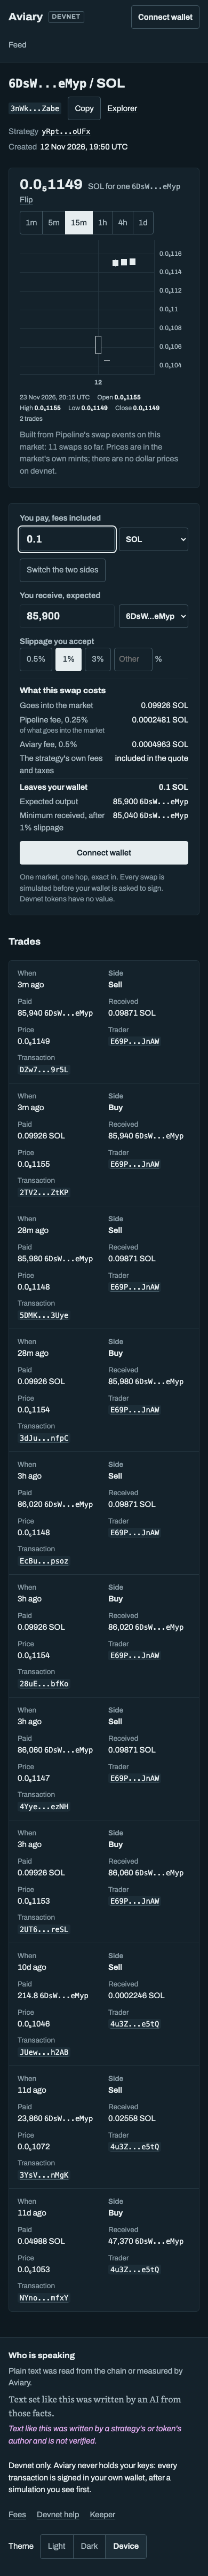 Aviary DEVNET Connect wallet
Feed
6DsW...eMyp / SOL
3nWk...Zabe Copy Explorer
Strategy yRpt...oUFx
Created 12 Nov 2026, 19:50 UTC
0.0₅1149 SOL for one 6DsW...eMyp
Flip
1m 5m 15m 1h 4h 1d
0.0₅116
0.0₅114
0.0₅112
0.0₅11
0.0₅108
0.0₅106
0.0₅104
12
23 Nov 2026, 20:15 UTC Open 0.0₅1155
High 0.0₅1155 Low 0.0₅1149 Close 0.0₅1149
2 trades
Built from Pipeline's swap events on this
market: 11 swaps so far. Prices are in the
market's own mints; there are no dollar prices
on devnet.
You pay, fees included
0.1 SOL
Switch the two sides
You receive, expected
85,900 6DsW...eMyp
Slippage you accept
0.5% 1% 3% Other %
What this swap costs
Goes into the market 0.09926 SOL
Pipeline fee, 0.25% 0.0002481 SOL
of what goes into the market
Aviary fee, 0.5% 0.0004963 SOL
The strategy's own fees included in the quote
and taxes
Leaves your wallet 0.1 SOL
Expected output 85,900 6DsW...eMyp
Minimum received, after 85,040 6DsW...eMyp
1% slippage
Connect wallet
One market, one hop, exact in. Every swap is
simulated before your wallet is asked to sign.
Devnet tokens have no value.
Trades
When Side
3m ago Sell
Paid Received
85,940 6DsW...eMyp 0.09871 SOL
Price Trader
0.0₅1149 E69P...JnAW
Transaction
DZw7...9r5L
When Side
3m ago Buy
Paid Received
0.09926 SOL 85,940 6DsW...eMyp
Price Trader
0.0₅1155 E69P...JnAW
Transaction
2TV2...ZtKP
When Side
28m ago Sell
Paid Received
85,980 6DsW...eMyp 0.09871 SOL
Price Trader
0.0₅1148 E69P...JnAW
Transaction
5DMK...3Uye
When Side
28m ago Buy
Paid Received
0.09926 SOL 85,980 6DsW...eMyp
Price Trader
0.0₅1154 E69P...JnAW
Transaction
3dJu...nfpC
When Side
3h ago Sell
Paid Received
86,020 6DsW...eMyp 0.09871 SOL
Price Trader
0.0₅1148 E69P...JnAW
Transaction
EcBu...psoz
When Side
3h ago Buy
Paid Received
0.09926 SOL 86,020 6DsW...eMyp
Price Trader
0.0₅1154 E69P...JnAW
Transaction
28uE...bfKo
When Side
3h ago Sell
Paid Received
86,060 6DsW...eMyp 0.09871 SOL
Price Trader
0.0₅1147 E69P...JnAW
Transaction
4Yye...ezNH
When Side
3h ago Buy
Paid Received
0.09926 SOL 86,060 6DsW...eMyp
Price Trader
0.0₅1153 E69P...JnAW
Transaction
2UT6...reSL
When Side
10d ago Sell
Paid Received
214.8 6DsW...eMyp 0.0002246 SOL
Price Trader
0.0₅1046 4u3Z...e5tQ
Transaction
JUew...h2AB
When Side
11d ago Sell
Paid Received
23,860 6DsW...eMyp 0.02558 SOL
Price Trader
0.0₅1072 4u3Z...e5tQ
Transaction
3YsV...nMgK
When Side
11d ago Buy
Paid Received
0.04988 SOL 47,370 6DsW...eMyp
Price Trader
0.0₅1053 4u3Z...e5tQ
Transaction
NYno...mfxY
Who is speaking
Plain text was read from the chain or measured by
Aviary.
Text set like this was written by an AI from
those facts.
Text like this was written by a strategy's or token's
author and is not verified.
Devnet only. Aviary never holds your keys: every
transaction is signed in your own wallet, after a
simulation you see first.
Fees Devnet help Keeper
Theme Light Dark Device